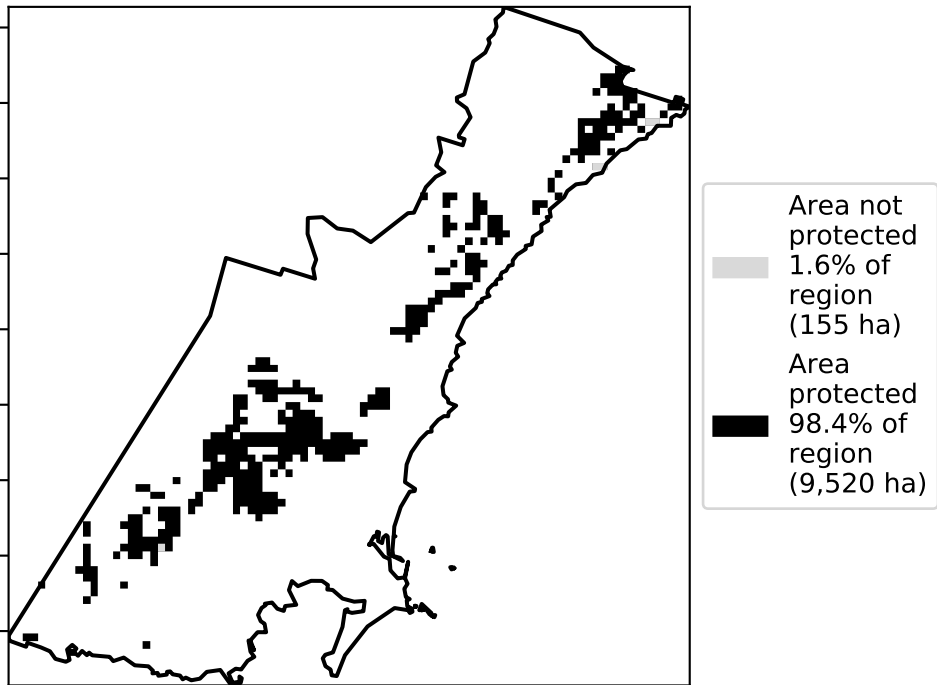 Area not
protected
1.6% of
region
(155 ha)
Area
protected
98.4% of
region
(9,520 ha)